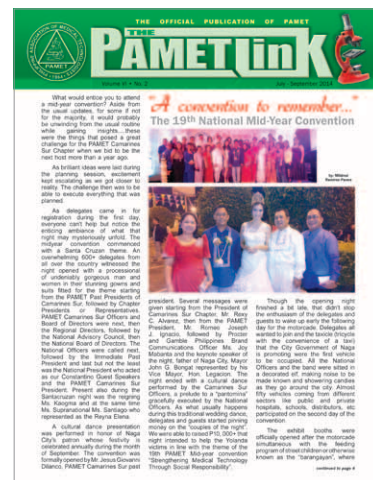 THE OFFICIAL PUBLICATION OF PAMET
THE
PAMETLINK
Volume III • No. 2
July - September 2014
What would entice you to attend
a mid-year convention? Aside from
the usual updates, for some if not
for the majority, it would probably
be unwinding from the usual routine
while gaining insights....these
were the things that posed a great
challenge for the PAMET Camarines
Sur Chapter when we bid to be the
next host more than a year ago.
As brilliant ideas were laid during
the planning session, excitement
kept escalating as we got closer to
reality. The challenge then was to be
able to execute everything that was
planned.
As delegates came in for
registration during the first day,
everyone can't help but notice the
enticing ambiance of what that
night may mysteriously unfold. The
midyear convention commenced
with a Santa Cruzan theme. An
overwhelming 600+ delegates from
all over the country witnessed the
night opened with a processional
of undeniably gorgeous man and
women in their stunning gowns and
suits fitted for the theme starting
from the PAMET Past Presidents of
Camarines Sur, followed by Chapter
Presidents or Representatives.
PAMET Camarines Sur Officers and
Board of Directors were next, then
the Regional Directors, followed by
the National Advisory Council, then
the National Board of Directors. The
National Officers were called next,
followed by the Immediate Past
President and last but not the least
was the National President who acted
as our Constantino Guest Speakers
and the PAMET Camarines Sur
President. Present also during the
Santacruzan night was the reigning
Ms. Kaogma and at the same time
Ms. Supranational Ms. Santiago who
represented as the Reyna Elena.
A cultural dance presentation
was performed in honor of Naga
City's patron whose festivity is
celebrated annually during the month
of September. The convention was
formally opened by Mr. Jesus Giovanni
Dilanco. PAMET Camarines Sur past
"A convention to remember..."
The 19th National Mid-Year Convention
president. Several messages were
given starting from the President of
Camarines Sur Chapter, Mr. Rexy
C. Alvarez, then from the PAMET
President, Mr. Romeo Joseph
J. Ignacio, followed by Procter
and Gamble Philippines Brand
Communications Officer Ms. Joy
Mabanta and the keynote speaker of
the night, father of Naga City, Mayor
John G. Bongat represented by his
Vice Mayor, Hon. Legacion. The
night ended with a cultural dance
performed by the Camarines Sur
Officers, a prelude to a "pantomina"
gracefully executed by the National
Officers. As what usually happens
during this traditional wedding dance,
delegates and guests started pinning
money on the "couples of the night".
We were able to raised P10, 000+ that
night intended to help the Yolanda
victims in line with the theme of the
19th PAMET Mid-year convention
"Strengthening Medical Technology
Through Social Responsibility".
Though the opening night
finished a bit late, that didn't stop
the enthusiasm of the delegates and
guests to wake up early the following
day for the motorcade. Delegates all
wanted to join and the taxicle (tricycle
with the convenience of a taxi)
that the City Government of Naga
is promoting were the first vehicle
to be occupied. All the National
Officers and the band were sited in
a decorated elf, making noise to be
made known and showering candies
as they go around the city. Almost
fifty vehicles coming from different
sectors like public and private
hospitals, schools, distributors, etc
participated on the second day of the
convention
The exhibit booths were
officially opened after the motorcade
simultaneous with the feeding
program of street children or otherwise
known as the "barangayan", where
continued to page 4